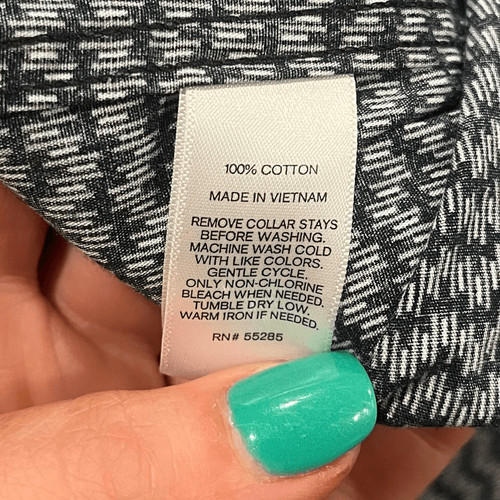 100% COTTON
MADE IN VIETNAM
REMOVE COLLAR STAYS
BEFORE WASHING.
MACHINE WASH COLD
WITH LIKE COLORS.
GENTLE CYCLE.
ONLY NON-CHLORINE
BLEACH WHEN NEEDED.
TUMBLE DRY LOW.
WARM IRON IF NEEDED.
RN# 55285